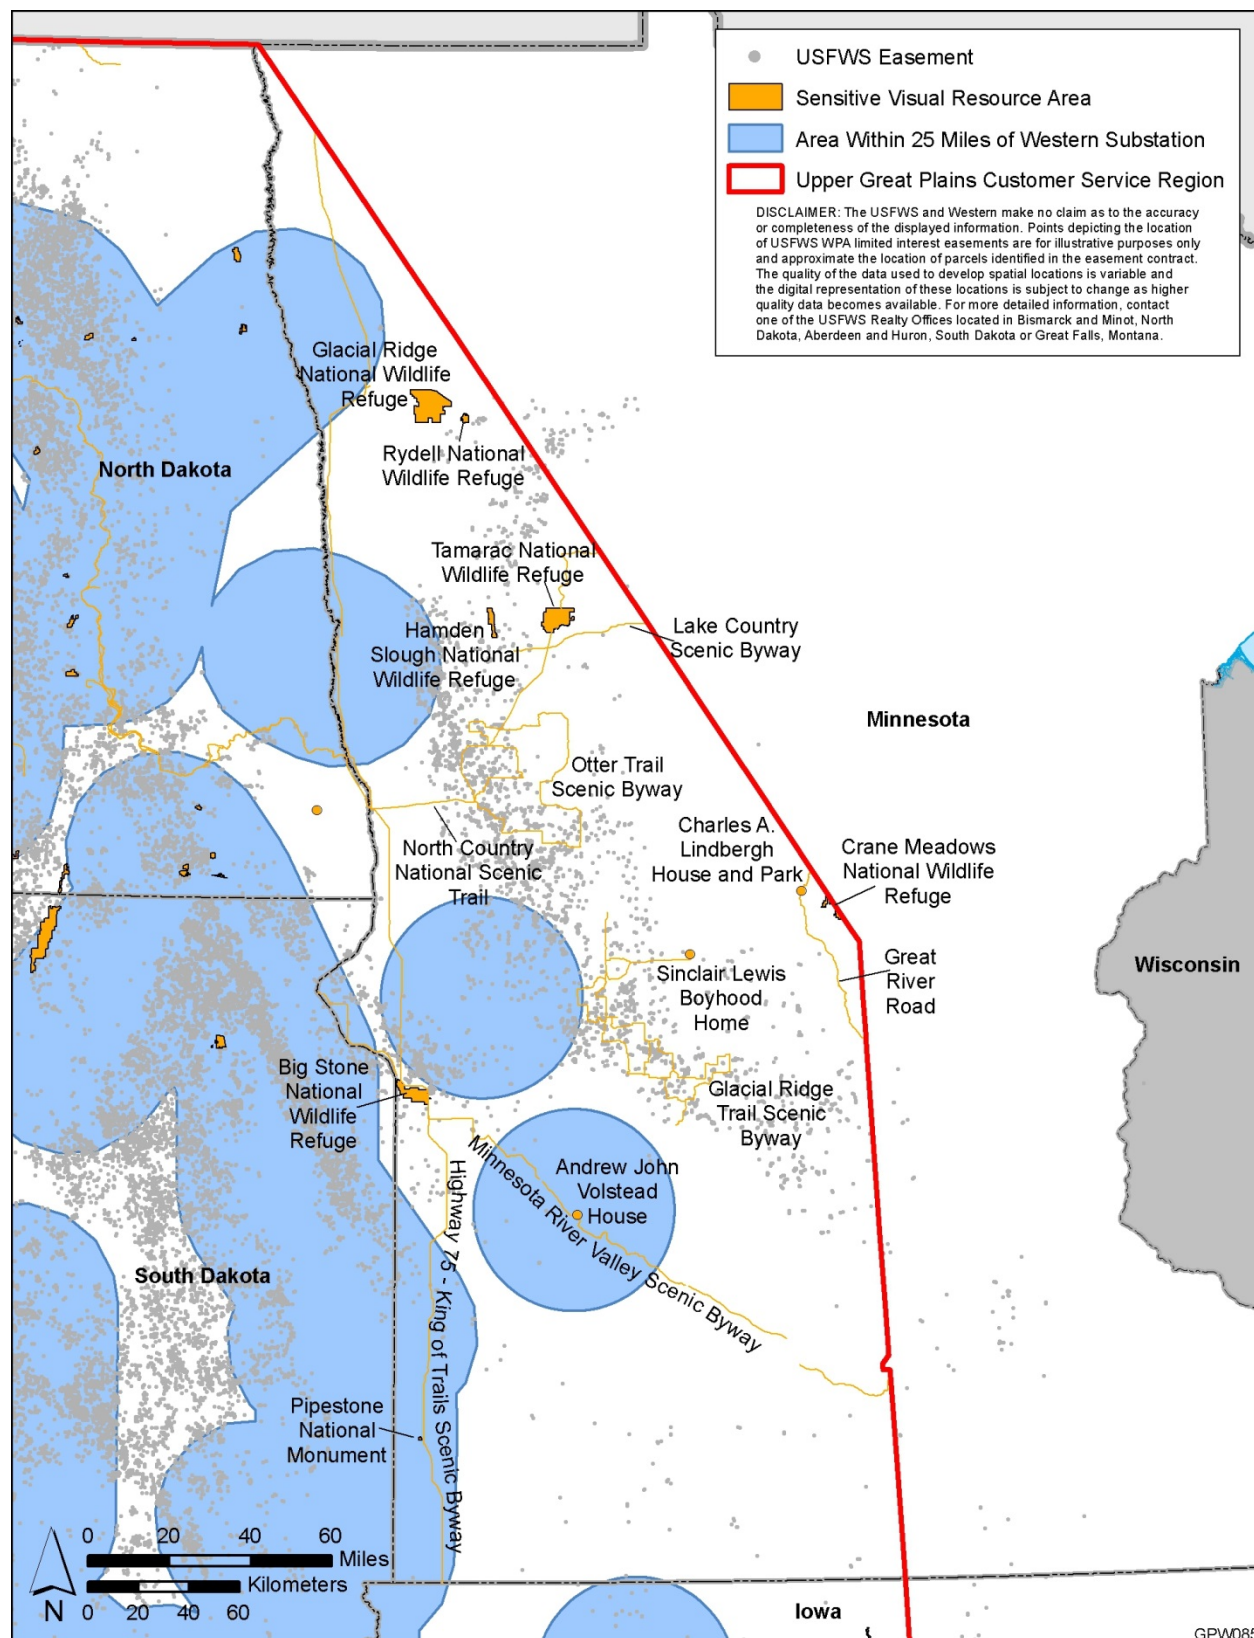 USFWS Easement
Sensitive Visual Resource Area
Area Within 25 Miles of Western Substation
Upper Great Plains Customer Service Region
DISCLAIMER: The USFWS and Western make no claim as to the accuracy
or completeness of the displayed information. Points depicting the location
of USFWS WPA limited interest easements are for illustrative purposes only
and approximate the location of parcels identified in the easement contract.
The quality of the data used to develop spatial locations is variable and
the digital representation of these locations is subject to change as higher
quality data becomes available. For more detailed information, contact
one of the USFWS Realty Offices located in Bismarck and Minot, North
Dakota, Aberdeen and Huron, South Dakota or Great Falls, Montana.
Glacial Ridge
National Wildlife
Refuge
Rydell National
Wildlife Refuge
North Dakota
Tamarac National
Wildlife Refuge
Hamden
Slough National
Wildlife Refuge
Lake Country
Scenic Byway
Minnesota
Otter Trail
Scenic Byway
North Country
National Scenic
Trail
Charles A.
Lindbergh
House and Park
Crane Meadows
National Wildlife
Refuge
Great
River
Road
Wisconsin
Sinclair Lewis
Boyhood
Home
Big Stone
National
Wildlife
Refuge
Glacial Ridge
Trail Scenic
Byway
Andrew John
Volstead
House
Minnesota River Valley Scenic Byway
Highway 75 - King of Trails Scenic Byway
South Dakota
Pipestone
National
Monument
0 20 40 60
Miles
Kilometers
0 20 40 60
N
Iowa
GPW085